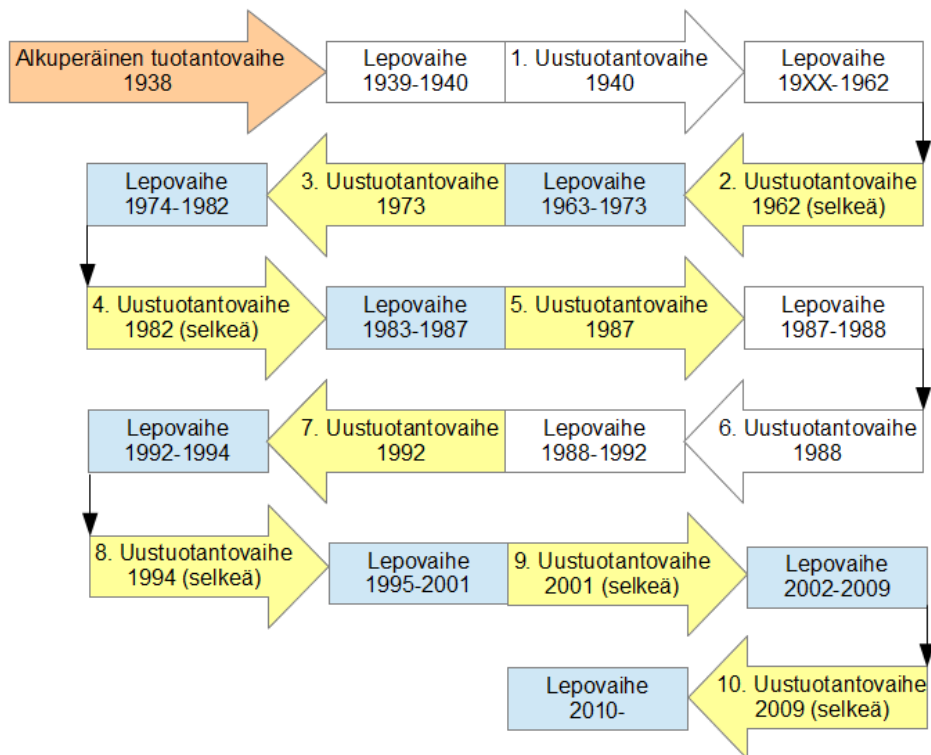 Alkuperäinen tuotantovaihe
1938
Lepovaihe
1939-1940
1. Uustuotantovaihe
1940
Lepovaihe
19XX-1962
2. Uustuotantovaihe
1962 (selkeä)
Lepovaihe
1963-1973
3. Uustuotantovaihe
1973
Lepovaihe
1974-1982
4. Uustuotantovaihe
1982 (selkeä)
Lepovaihe
1983-1987
5. Uustuotantovaihe
1987
Lepovaihe
1987-1988
6. Uustuotantovaihe
1988
Lepovaihe
1988-1992
7. Uustuotantovaihe
1992
Lepovaihe
1992-1994
8. Uustuotantovaihe
1994 (selkeä)
Lepovaihe
1995-2001
9. Uustuotantovaihe
2001 (selkeä)
Lepovaihe
2002-2009
10. Uustuotantovaihe
2009 (selkeä)
Lepovaihe
2010-